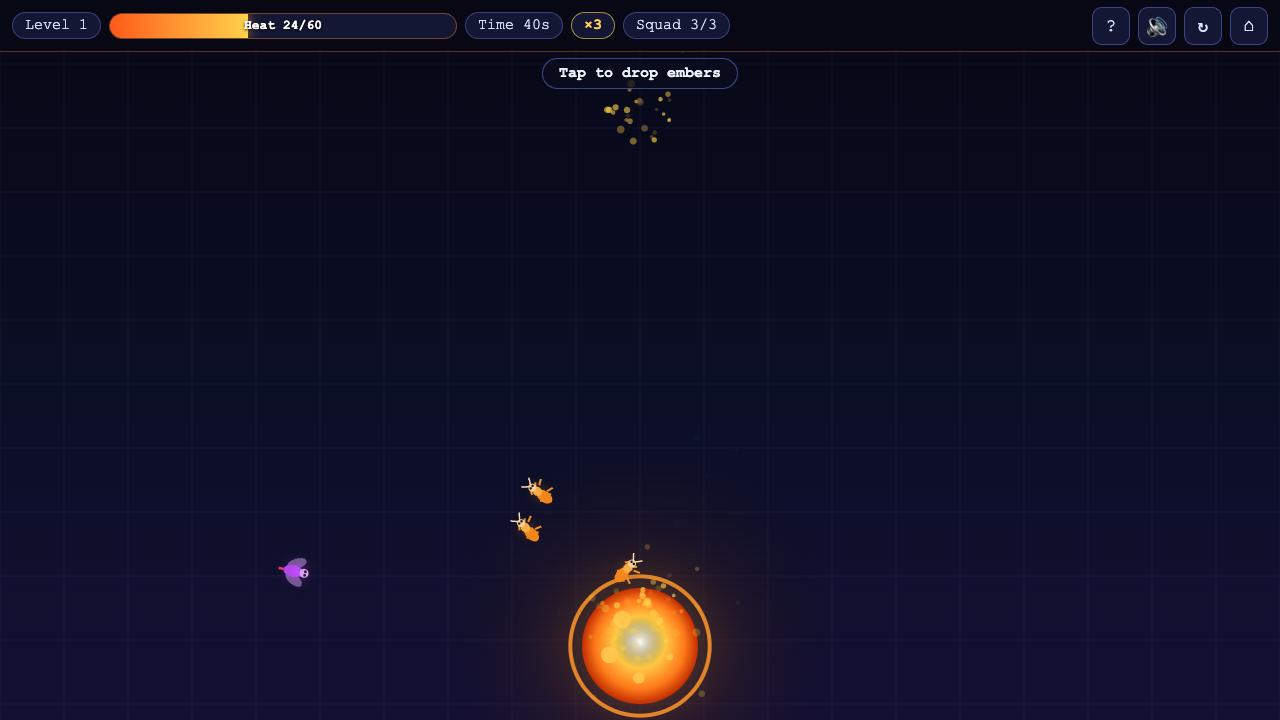 Level 1
Heat 24/60
Time 40s
×3
Squad 3/3
?
Tap to drop embers